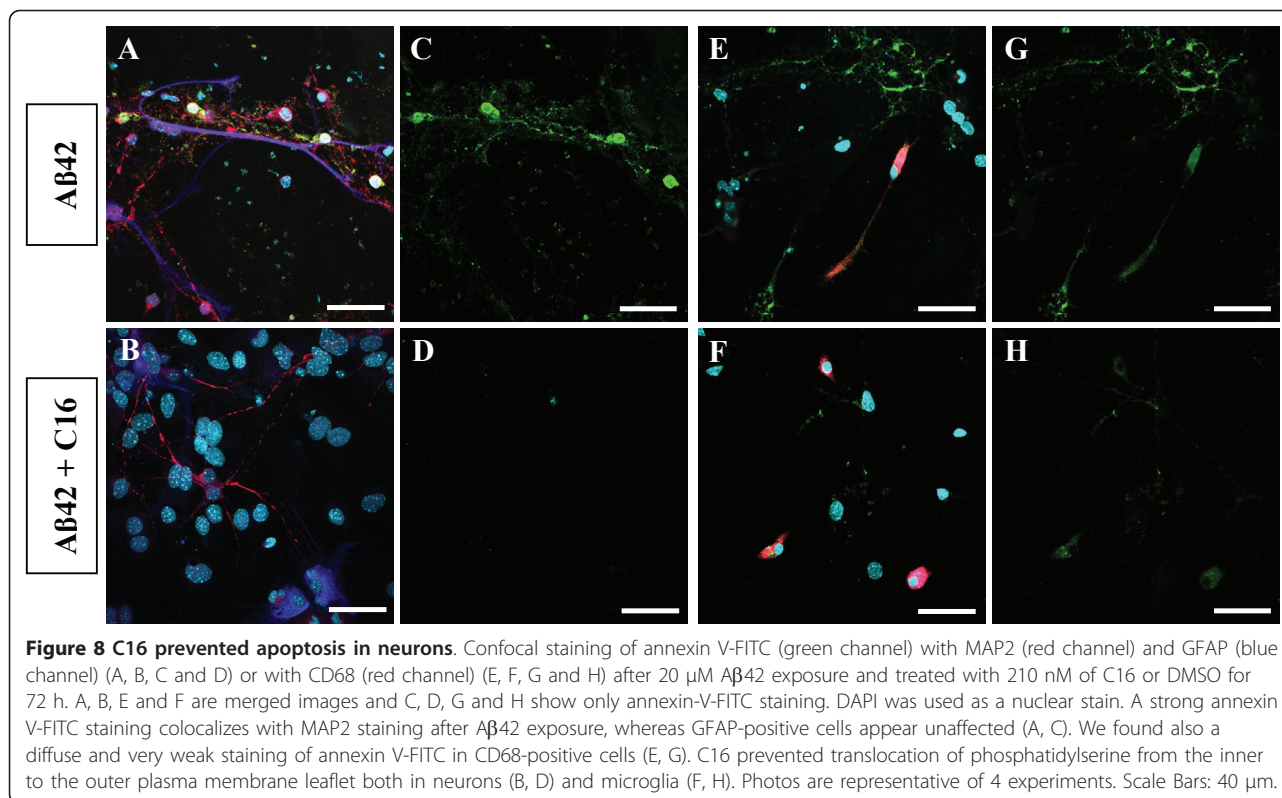 Aβ42
A
C
E
G
Aβ42 + C16
B
D
F
H
Figure 8 C16 prevented apoptosis in neurons. Confocal staining of annexin V-FITC (green channel) with MAP2 (red channel) and GFAP (blue
channel) (A, B, C and D) or with CD68 (red channel) (E, F, G and H) after 20 μM Aβ42 exposure and treated with 210 nM of C16 or DMSO for
72 h. A, B, E and F are merged images and C, D, G and H show only annexin-V-FITC staining. DAPI was used as a nuclear stain. A strong annexin
V-FITC staining colocalizes with MAP2 staining after Aβ42 exposure, whereas GFAP-positive cells appear unaffected (A, C). We found also a
diffuse and very weak staining of annexin V-FITC in CD68-positive cells (E, G). C16 prevented translocation of phosphatidylserine from the inner
to the outer plasma membrane leaflet both in neurons (B, D) and microglia (F, H). Photos are representative of 4 experiments. Scale Bars: 40 μm.